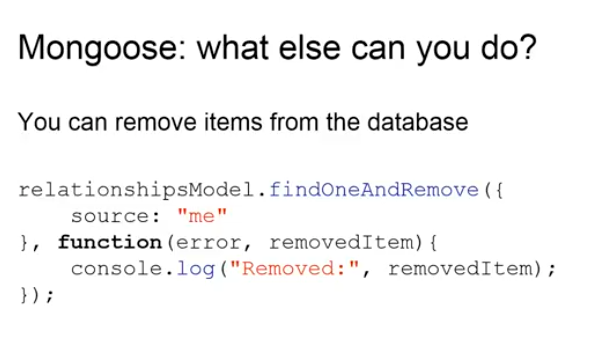 Mongoose: what else can you do?
You can remove items from the database
relationshipsModel.findOneAndRemove({
    source: "me"
}, function(error, removedItem){
    console.log("Removed:", removedItem);
});